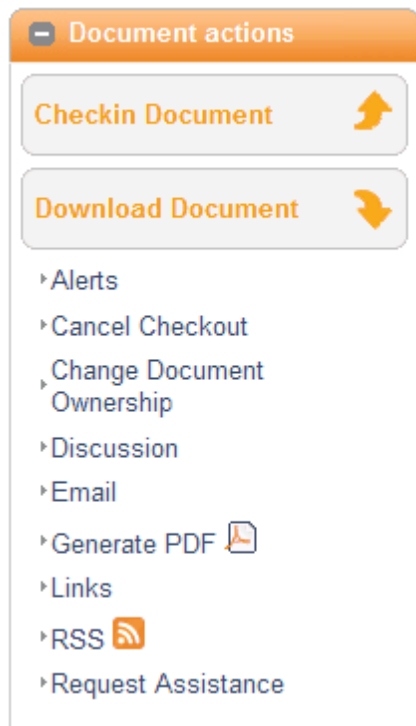 Document actions
Checkin Document
Download Document
Alerts
Cancel Checkout
Change Document
Ownership
Discussion
Email
Generate PDF
Links
RSS
Request Assistance